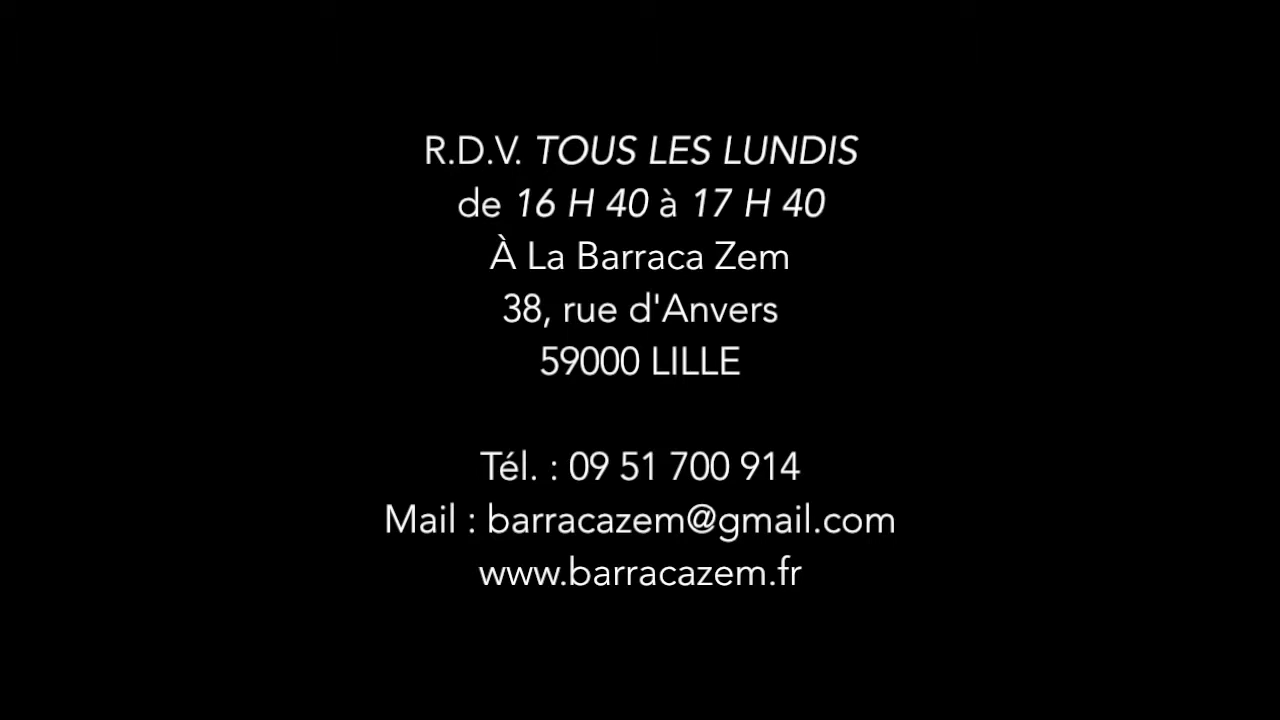 R.D.V. TOUS LES LUNDIS
de 16 H 40 à 17 H 40
À La Barraca Zem
38, rue d'Anvers
59000 LILLE
Tél. : 09 51 700 914
Mail : barracazem@gmail.com
www.barracazem.fr